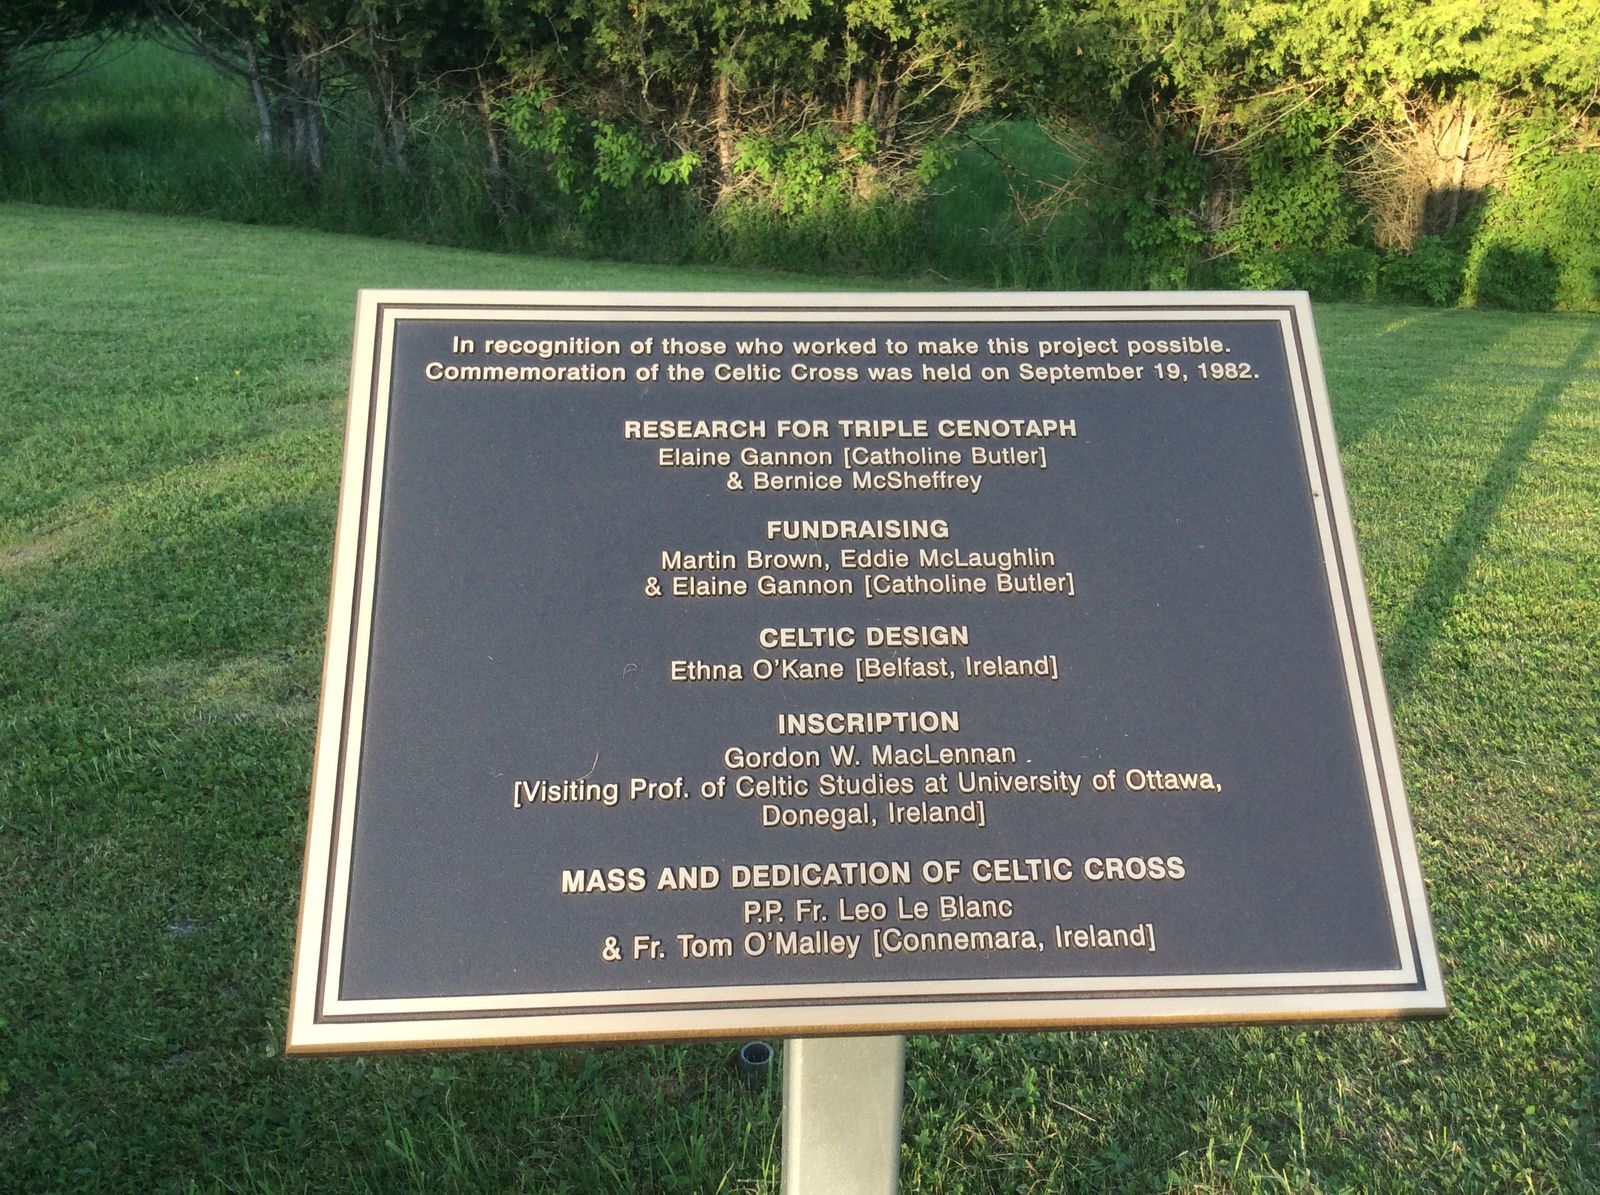 In recognition of those who worked to make this project possible.
Commemoration of the Celtic Cross was held on September 19, 1982.
RESEARCH FOR TRIPLE CENOTAPH
Elaine Gannon [Catholine Butler]
& Bernice McSheffrey
FUNDRAISING
Martin Brown, Eddie McLaughlin
& Elaine Gannon [Catholine Butler]
CELTIC DESIGN
Ethna O'Kane [Belfast, Ireland]
INSCRIPTION
Gordon W. MacLennan
[Visiting Prof. of Celtic Studies at University of Ottawa,
Donegal, Ireland]
MASS AND DEDICATION OF CELTIC CROSS
P.P. Fr. Leo Le Blanc
& Fr. Tom O'Malley [Connemara, Ireland]